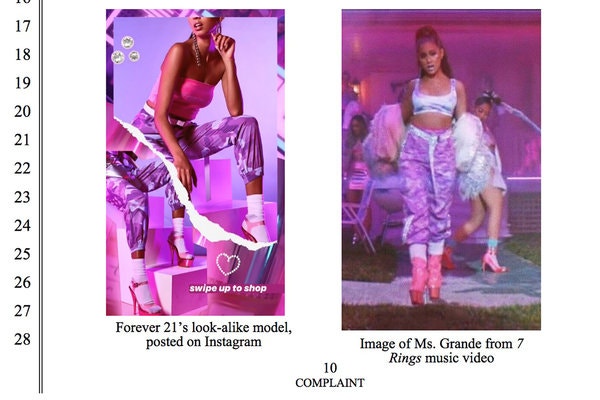 16
17
18
19
20
21
22
23
24
25
26
27
28
swipe up to shop
Forever 21’s look-alike model,
posted on Instagram
Image of Ms. Grande from 7
Rings music video
10
COMPLAINT